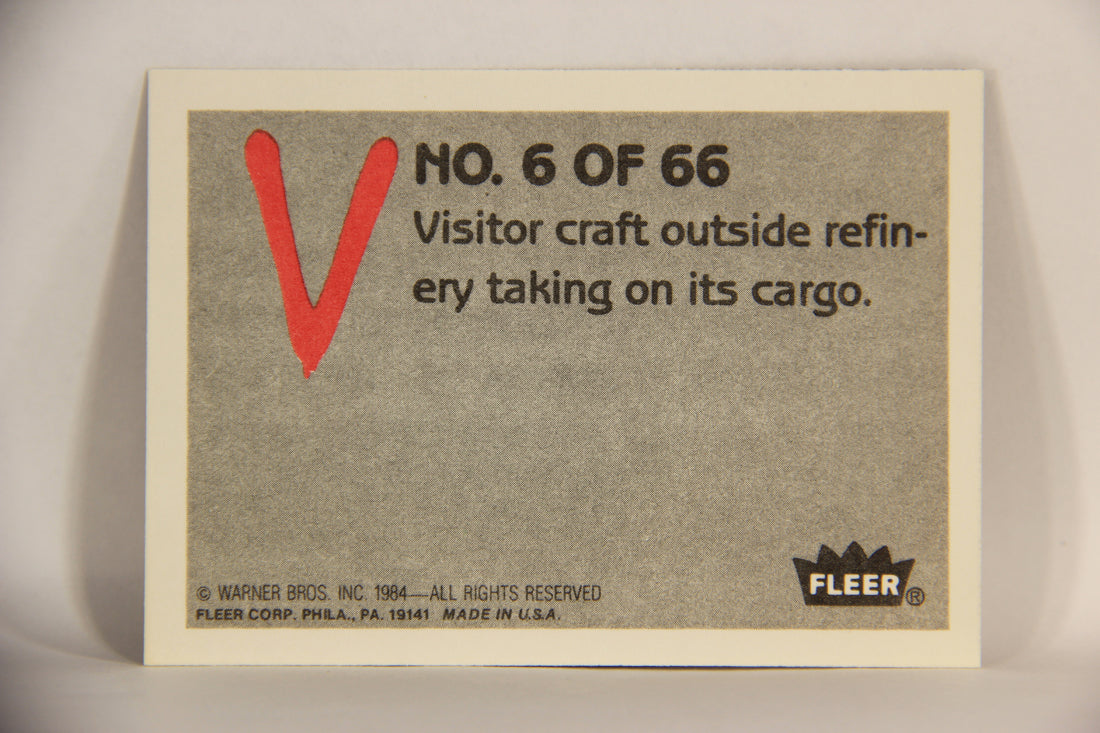 V
NO. 6 OF 66
Visitor craft outside refin-
ery taking on its cargo.
© WARNER BROS. INC. 1984—ALL RIGHTS RESERVED
FLEER CORP. PHILA., PA. 19141 MADE IN U.S.A.
FLEER®